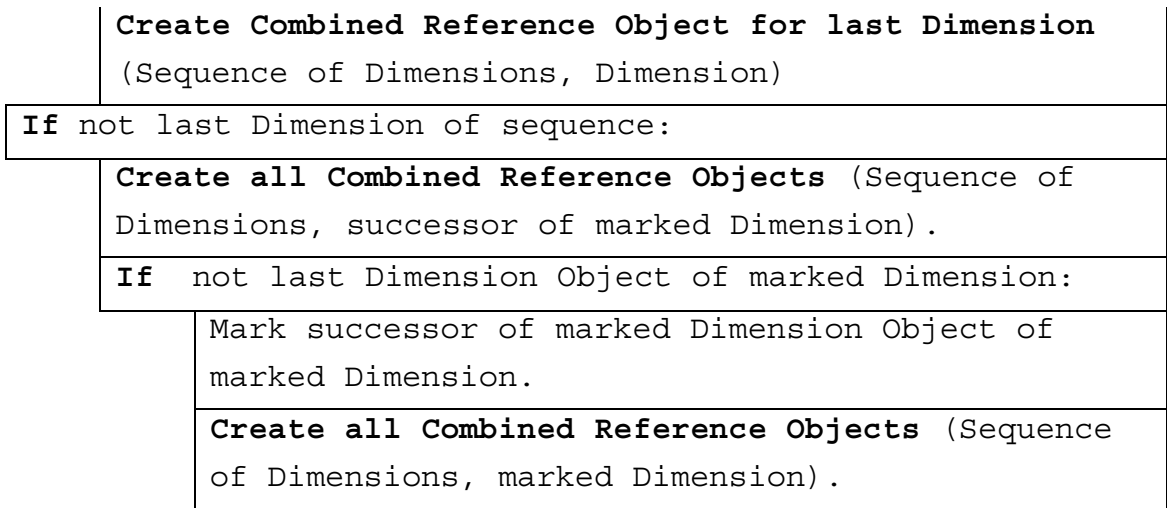 Create Combined Reference Object for last Dimension
(Sequence of Dimensions, Dimension)
If not last Dimension of sequence:
Create all Combined Reference Objects (Sequence of
Dimensions, successor of marked Dimension).
If not last Dimension Object of marked Dimension:
Mark successor of marked Dimension Object of
marked Dimension.
Create all Combined Reference Objects (Sequence
of Dimensions, marked Dimension).